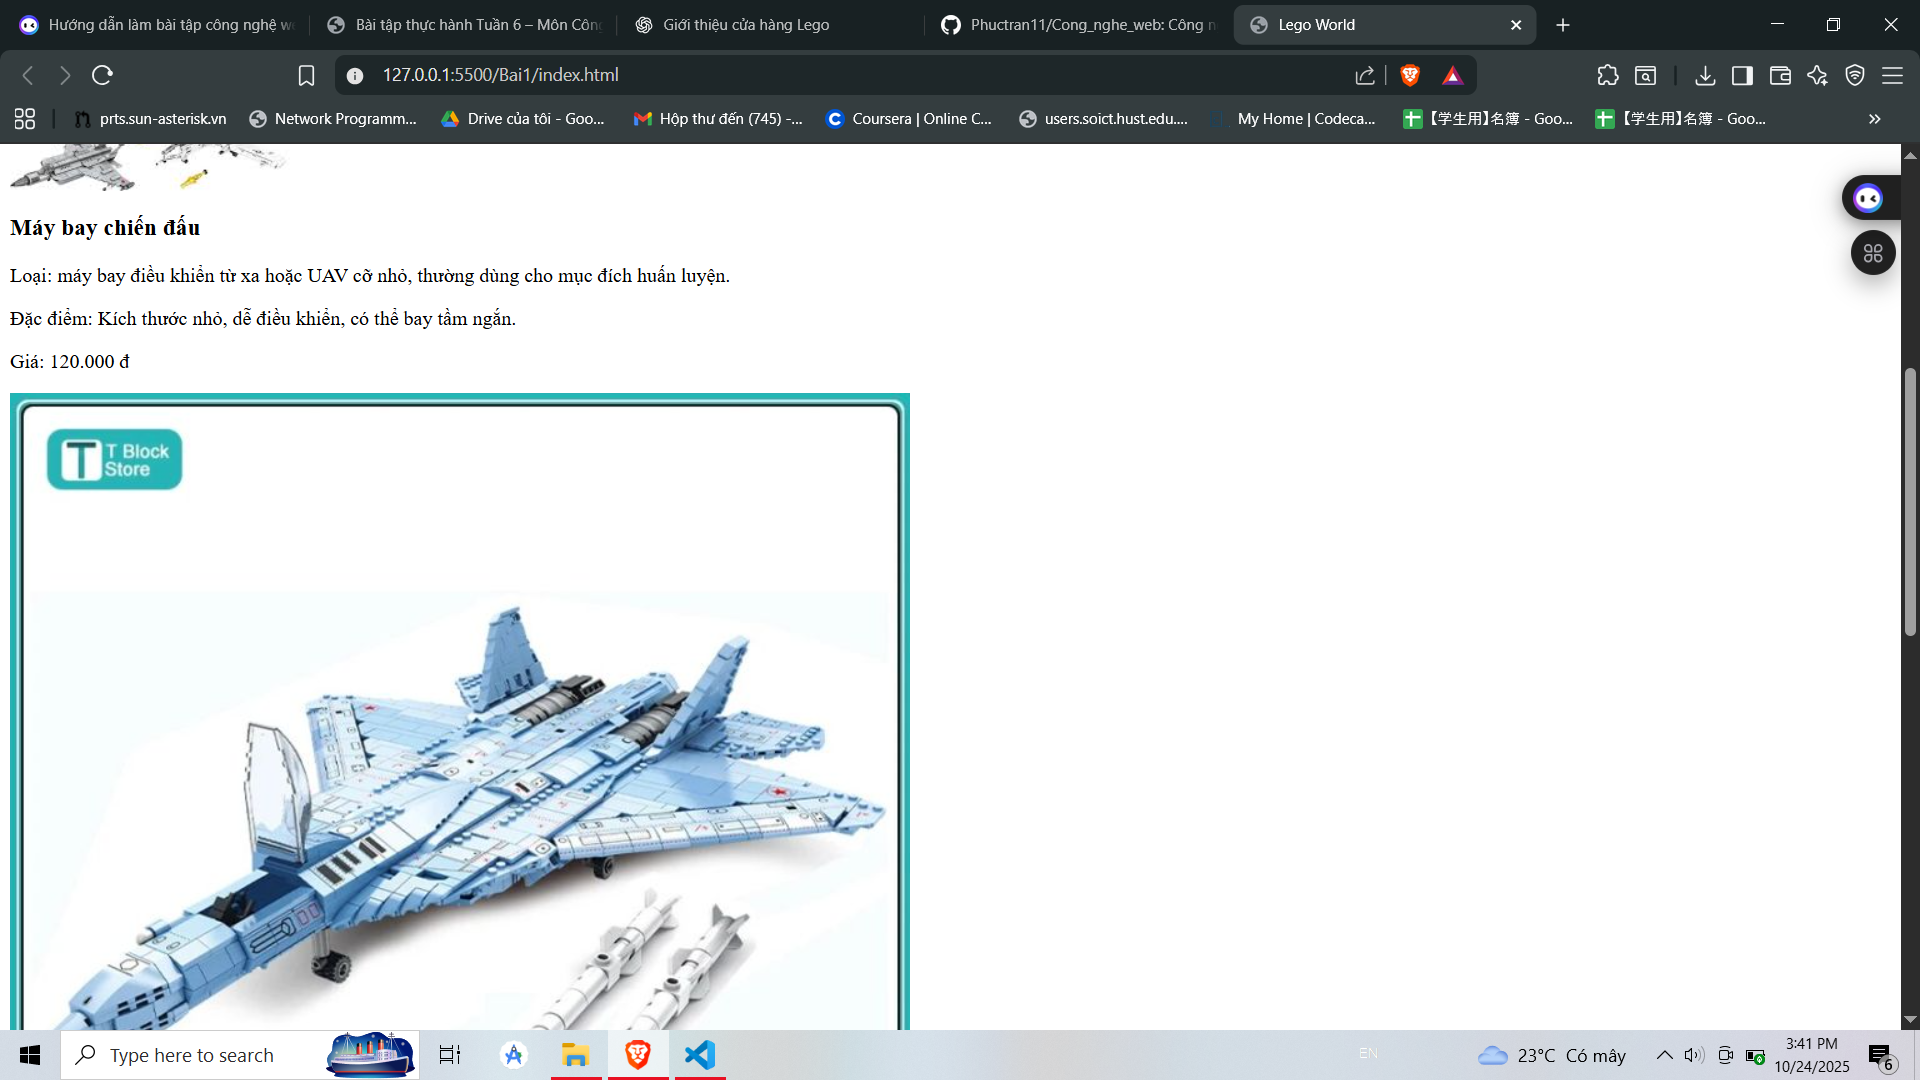 Hướng dẫn làm bài tập công nghệ we
Bài tập thực hành Tuần 6 – Môn Công
Giới thiệu cửa hàng Lego
Phuctran11/Cong_nghe_web: Công n
Lego World
127.0.0.1:5500/Bai1/index.html
prts.sun-asterisk.vn
Network Programm...
Drive của tôi - Goo...
Hộp thư đến (745) -...
Coursera | Online C...
users.soict.hust.edu....
My Home | Codeca...
【学生用】名簿 - Goo...
【学生用】名簿 - Goo...
Máy bay chiến đấu
Loại: máy bay điều khiển từ xa hoặc UAV cỡ nhỏ, thường dùng cho mục đích huấn luyện.
Đặc điểm: Kích thước nhỏ, dễ điều khiển, có thể bay tầm ngắn.
Giá: 120.000 đ
T T Block
Store
Type here to search
EN
23°C Có mây
3:41 PM
10/24/2025
6